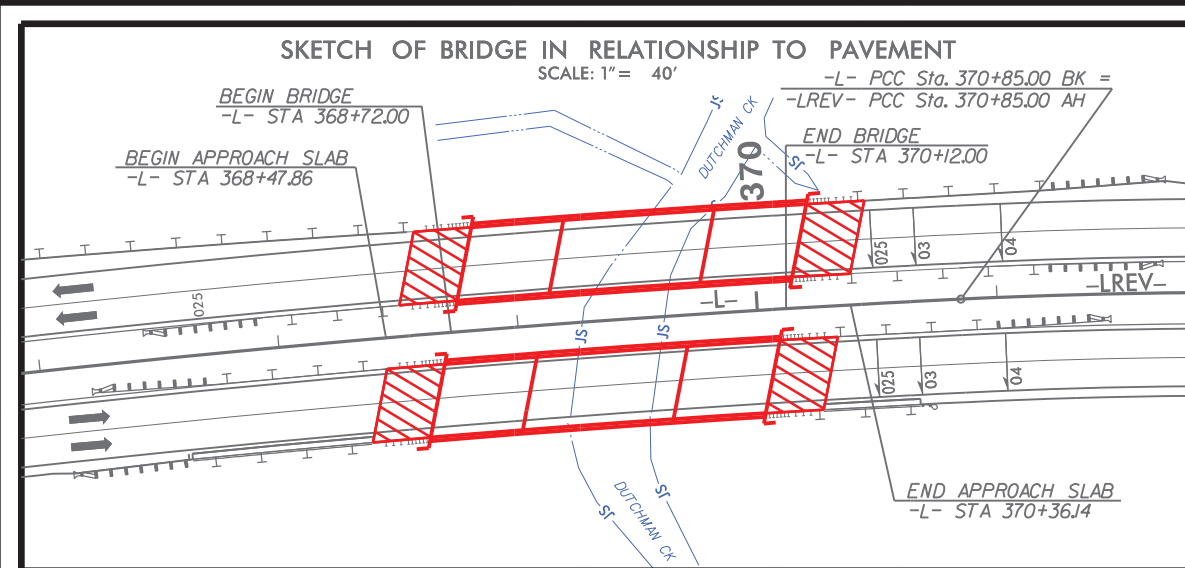 SKETCH OF BRIDGE IN RELATIONSHIP TO PAVEMENT
SCALE: 1"= 40'
-L- PCC Sta. 370+85.00 BK =
-LREV- PCC Sta. 370+85.00 AH
BEGIN BRIDGE
-L- STA 368+72.00
END BRIDGE
-L- STA 370+12.00
BEGIN APPROACH SLAB
-L- STA 368+47.86
JS
DUTCHMAN CK
JS
370
025
03
04
025
-L-
-LREV-
JS
JS
025
03
04
JS
JS
DUTCHMAN CK
END APPROACH SLAB
-L- STA 370+36.14